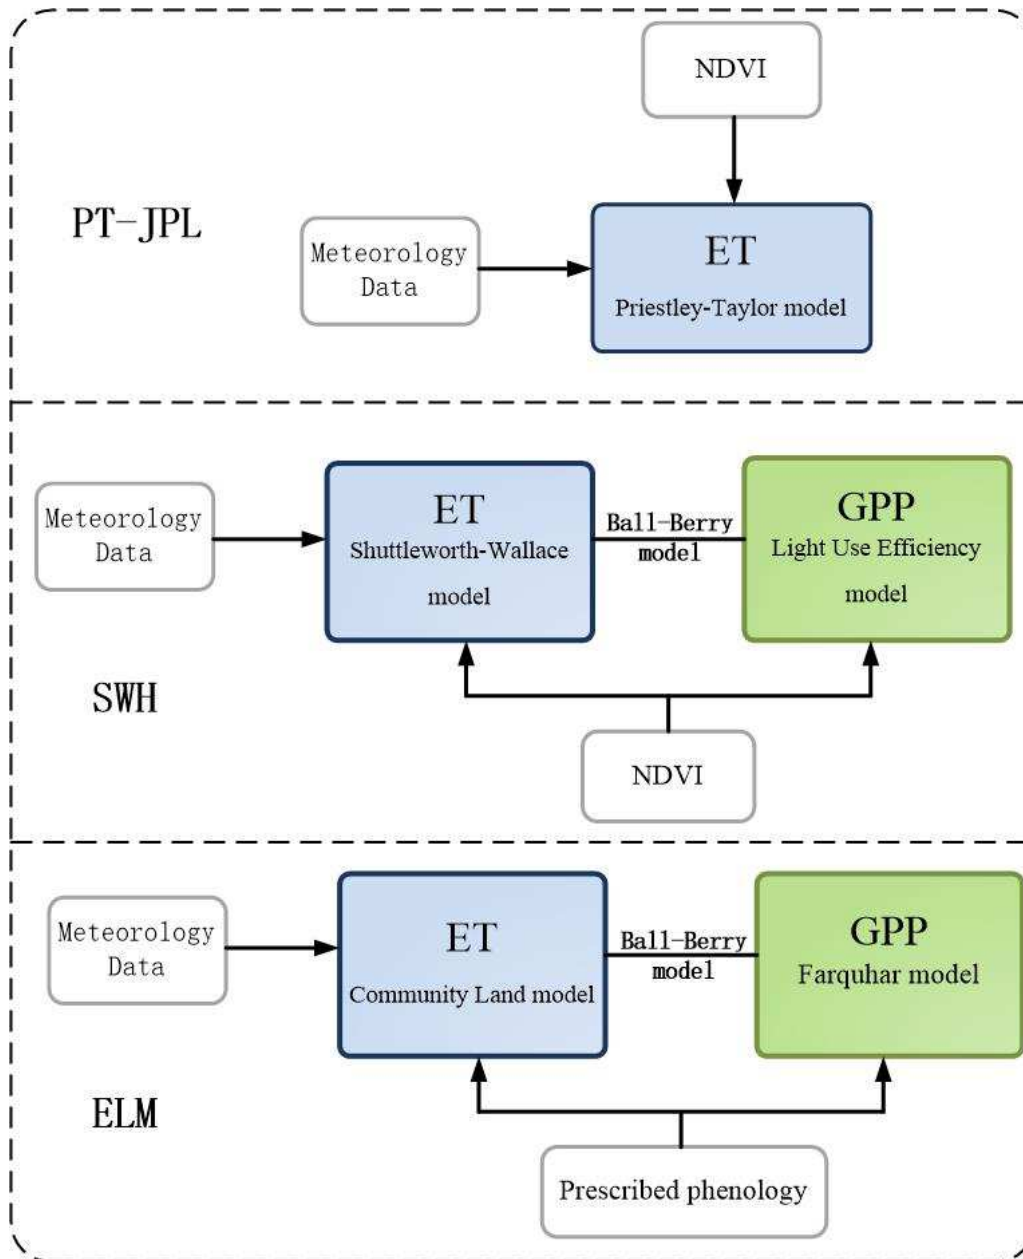 NDVI
PT-JPL
Meteorology
Data
ET
Priestley-Taylor model
Meteorology
Data
ET
Shuttleworth-Wallace
model
Ball-Berry
model
GPP
Light Use Efficiency
model
SWH
NDVI
Meteorology
Data
ET
Community Land model
Ball-Berry
model
GPP
Farquhar model
ELM
Prescribed phenology